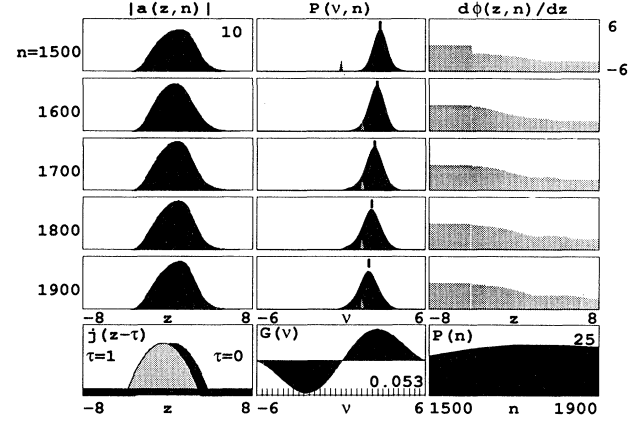 |a(z,n)| P(ν,n) dϕ(z,n)/dz
n=1500 10 6
-6
1600
1700
1800
1900
-8 z 8 -6 ν 6 -8 z 8
j(z-τ) G(ν) P(n)
τ=1 τ=0 0.053 25
-8 z 8 -6 ν 6 1500 n 1900